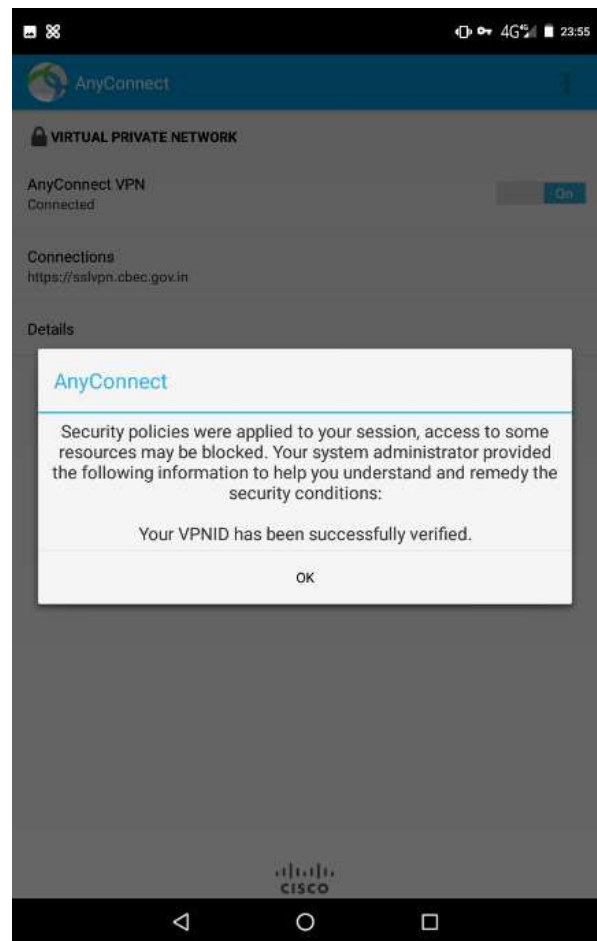 4G 4G 23:55
AnyConnect
VIRTUAL PRIVATE NETWORK
AnyConnect VPN
Connected
On
Connections
https://sslvpn.cbec.gov.in
Details
AnyConnect
Security policies were applied to your session, access to some
resources may be blocked. Your system administrator provided
the following information to help you understand and remedy the
security conditions:
Your VPNID has been successfully verified.
OK
CISCO